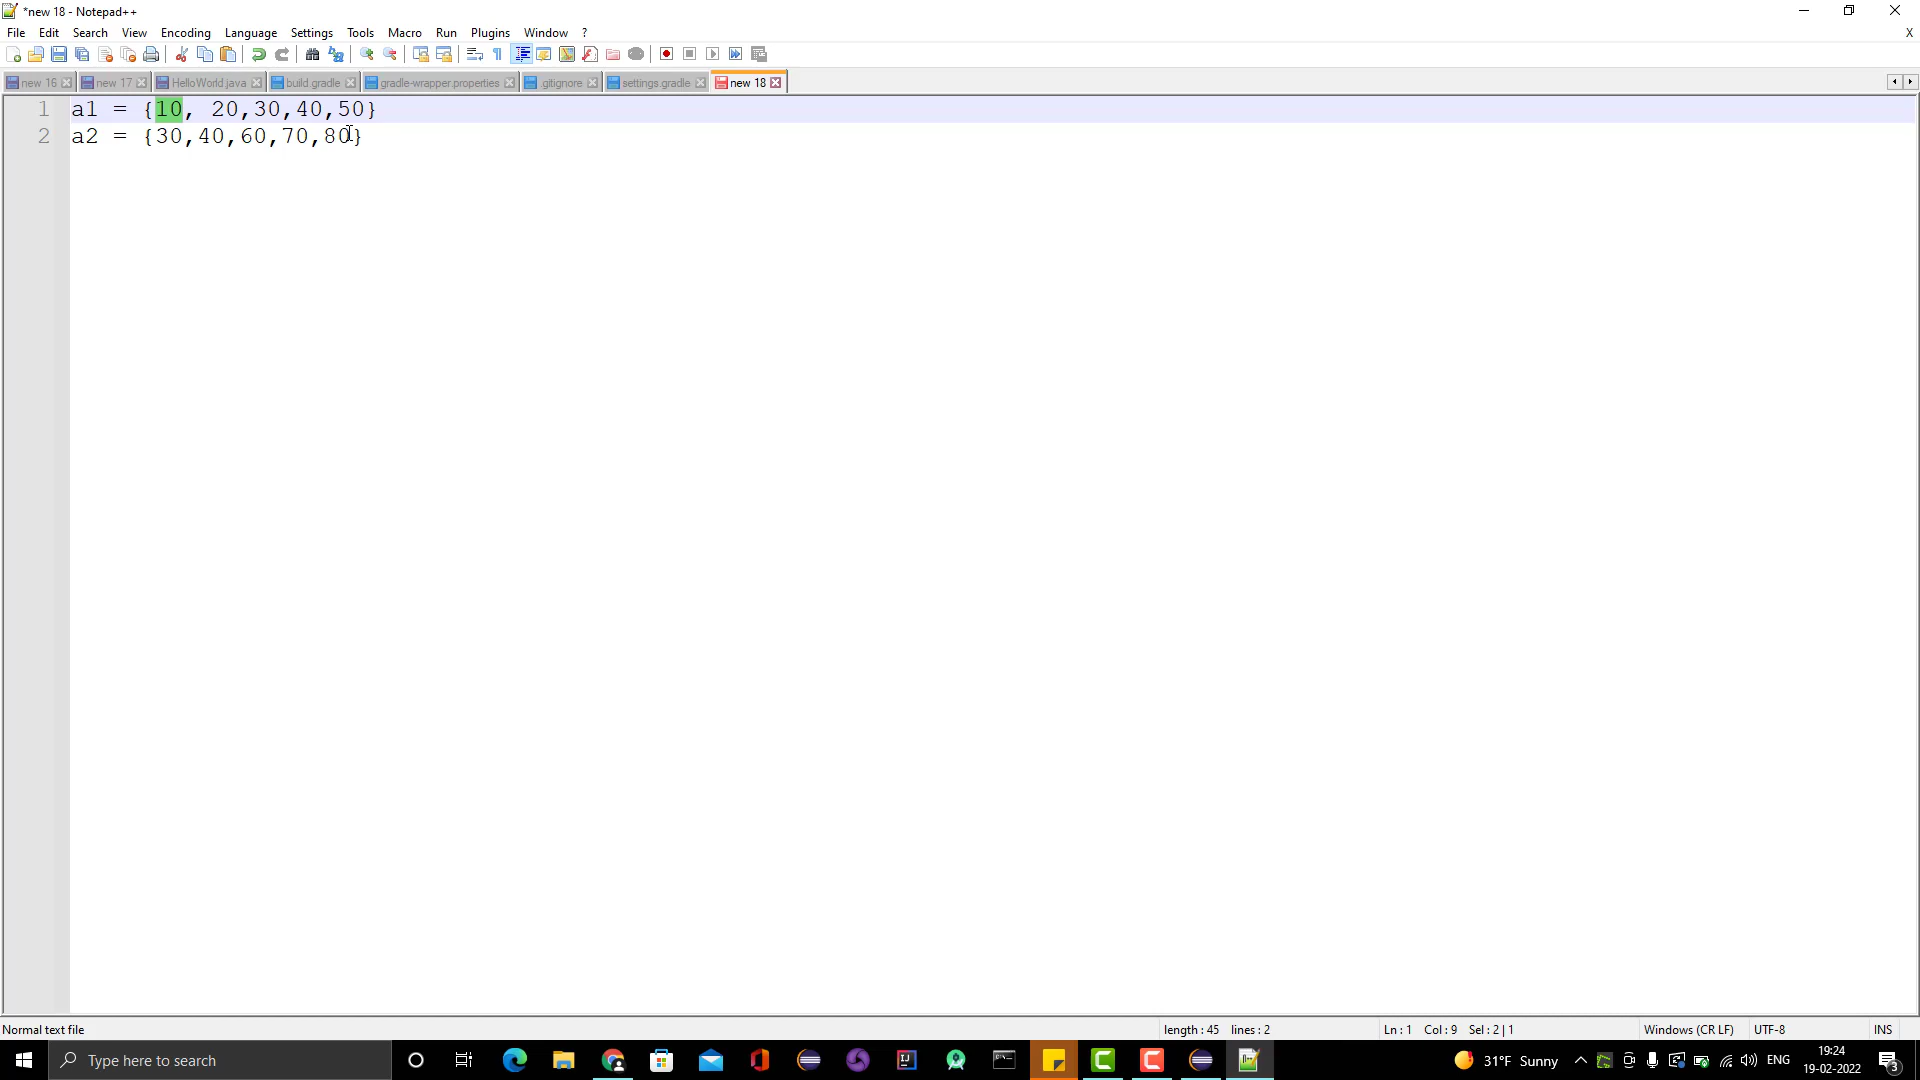 *new 18 - Notepad++
File Edit Search View Encoding Language Settings Tools Macro Run Plugins Window ? X
new 16 new 17 HelloWorld.java build.gradle gradle-wrapper.properties .gitignore settings.gradle new 18
1 a1 = {10, 20,30,40,50}
2 a2 = {30,40,60,70,80}
Normal text file length : 45 lines : 2 Ln : 1 Col : 9 Sel : 2 | 1 Windows (CR LF) UTF-8 INS
Type here to search 31°F Sunny ENG 19:24
19-02-2022 3